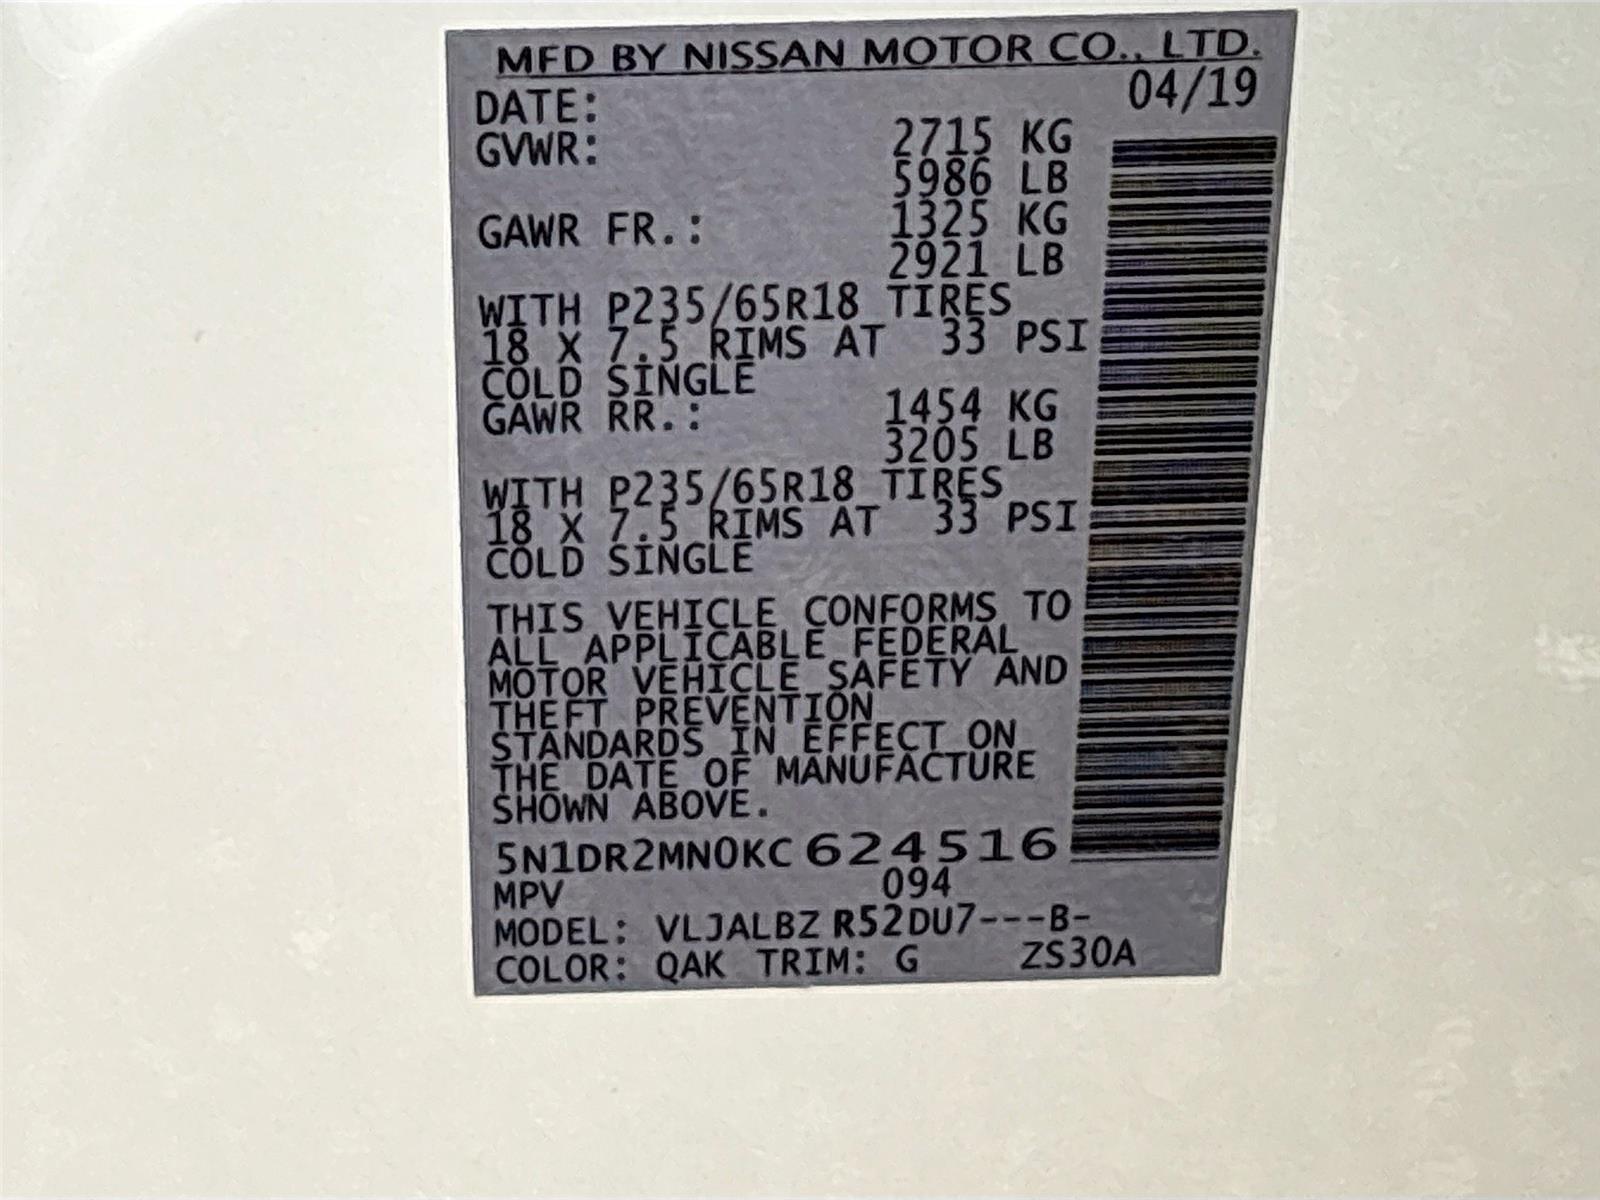 MFD BY NISSAN MOTOR CO., LTD.
DATE: 04/19
GVWR: 2715 KG
5986 LB
GAWR FR.: 1325 KG
2921 LB
WITH P235/65R18 TIRES
18 X 7.5 RIMS AT 33 PSI
COLD SINGLE
GAWR RR.: 1454 KG
3205 LB
WITH P235/65R18 TIRES
18 X 7.5 RIMS AT 33 PSI
COLD SINGLE
THIS VEHICLE CONFORMS TO
ALL APPLICABLE FEDERAL
MOTOR VEHICLE SAFETY AND
THEFT PREVENTION
STANDARDS IN EFFECT ON
THE DATE OF MANUFACTURE
SHOWN ABOVE.
5N1DR2MN0KC624516
MPV 094
MODEL: VLJALBZ R52DU7---B-
COLOR: QAK TRIM: G ZS30A